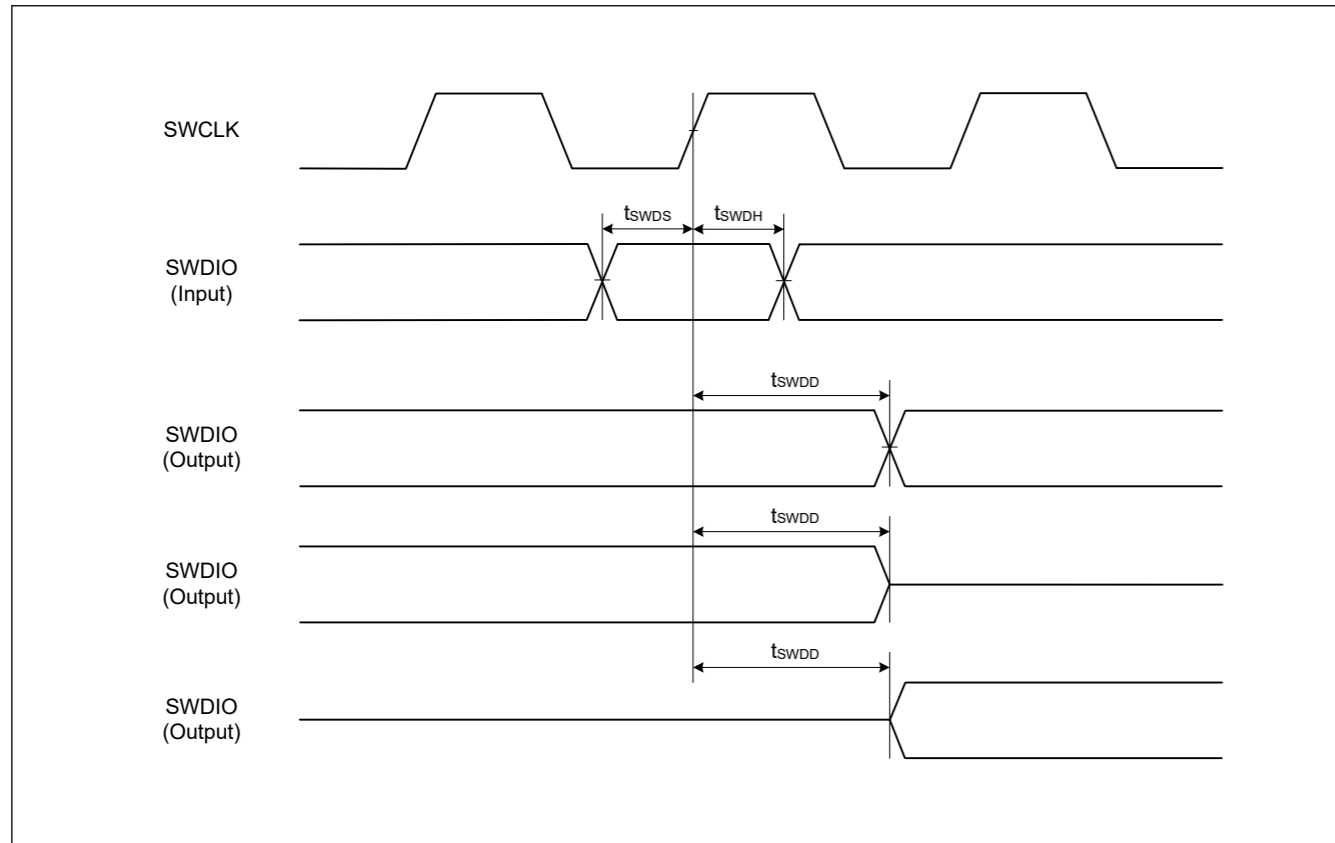 SWCLK
tSWDS
tSWDH
SWDIO
(Input)
tSWDD
SWDIO
(Output)
tSWDD
SWDIO
(Output)
tSWDD
SWDIO
(Output)